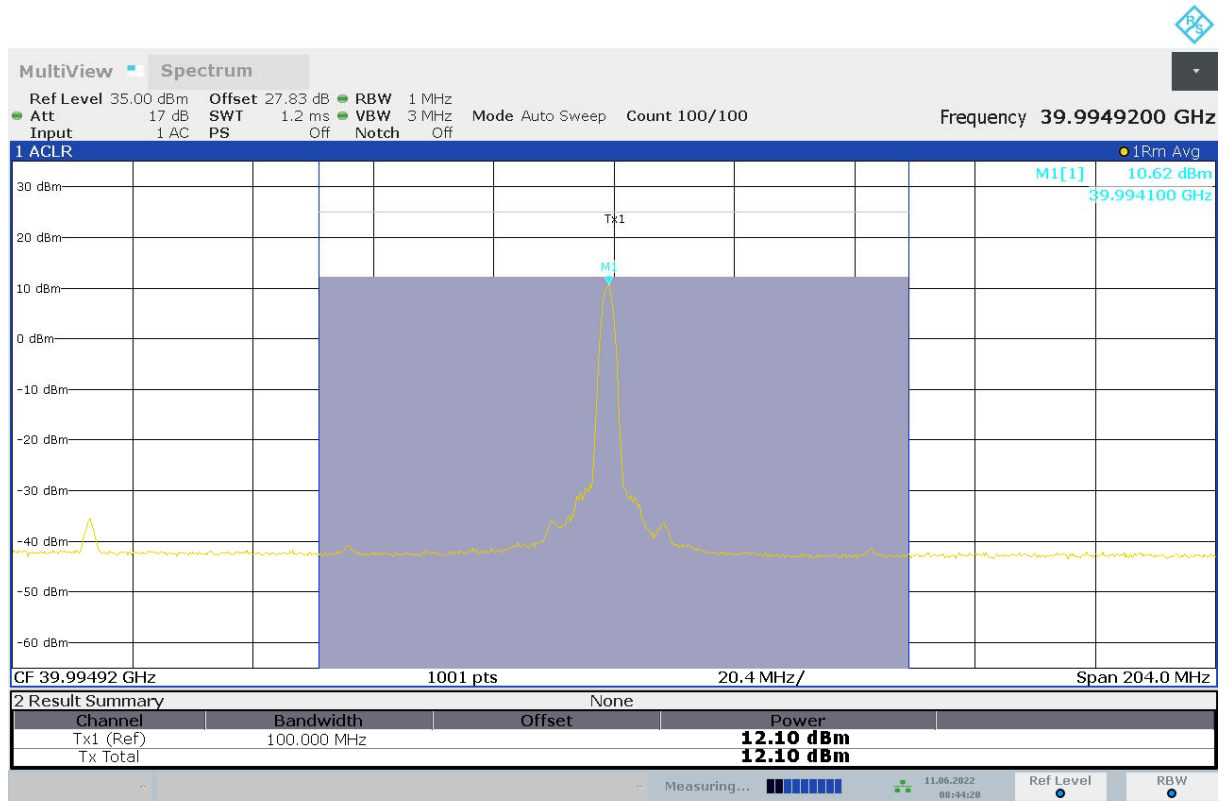 R S
MultiView Spectrum
Ref Level 35.00 dBm Offset 27.83 dB RBW 1 MHz
Att 17 dB SWT 1.2 ms VBW 3 MHz Mode Auto Sweep Count 100/100 Frequency 39.9949200 GHz
Input 1 AC PS Off Notch Off
1 ACLR 1Rm Avg
M1[1] 10.62 dBm
39.994100 GHz
30 dBm
Tx1
20 dBm
M1
10 dBm
0 dBm
-10 dBm
-20 dBm
-30 dBm
-40 dBm
-50 dBm
-60 dBm
CF 39.99492 GHz 1001 pts 20.4 MHz/ Span 204.0 MHz
2 Result Summary None
Channel Bandwidth Offset Power
Tx1 (Ref) 100.000 MHz 12.10 dBm
Tx Total 12.10 dBm
Measuring... 11.06.2022 Ref Level RBW
08:44:20